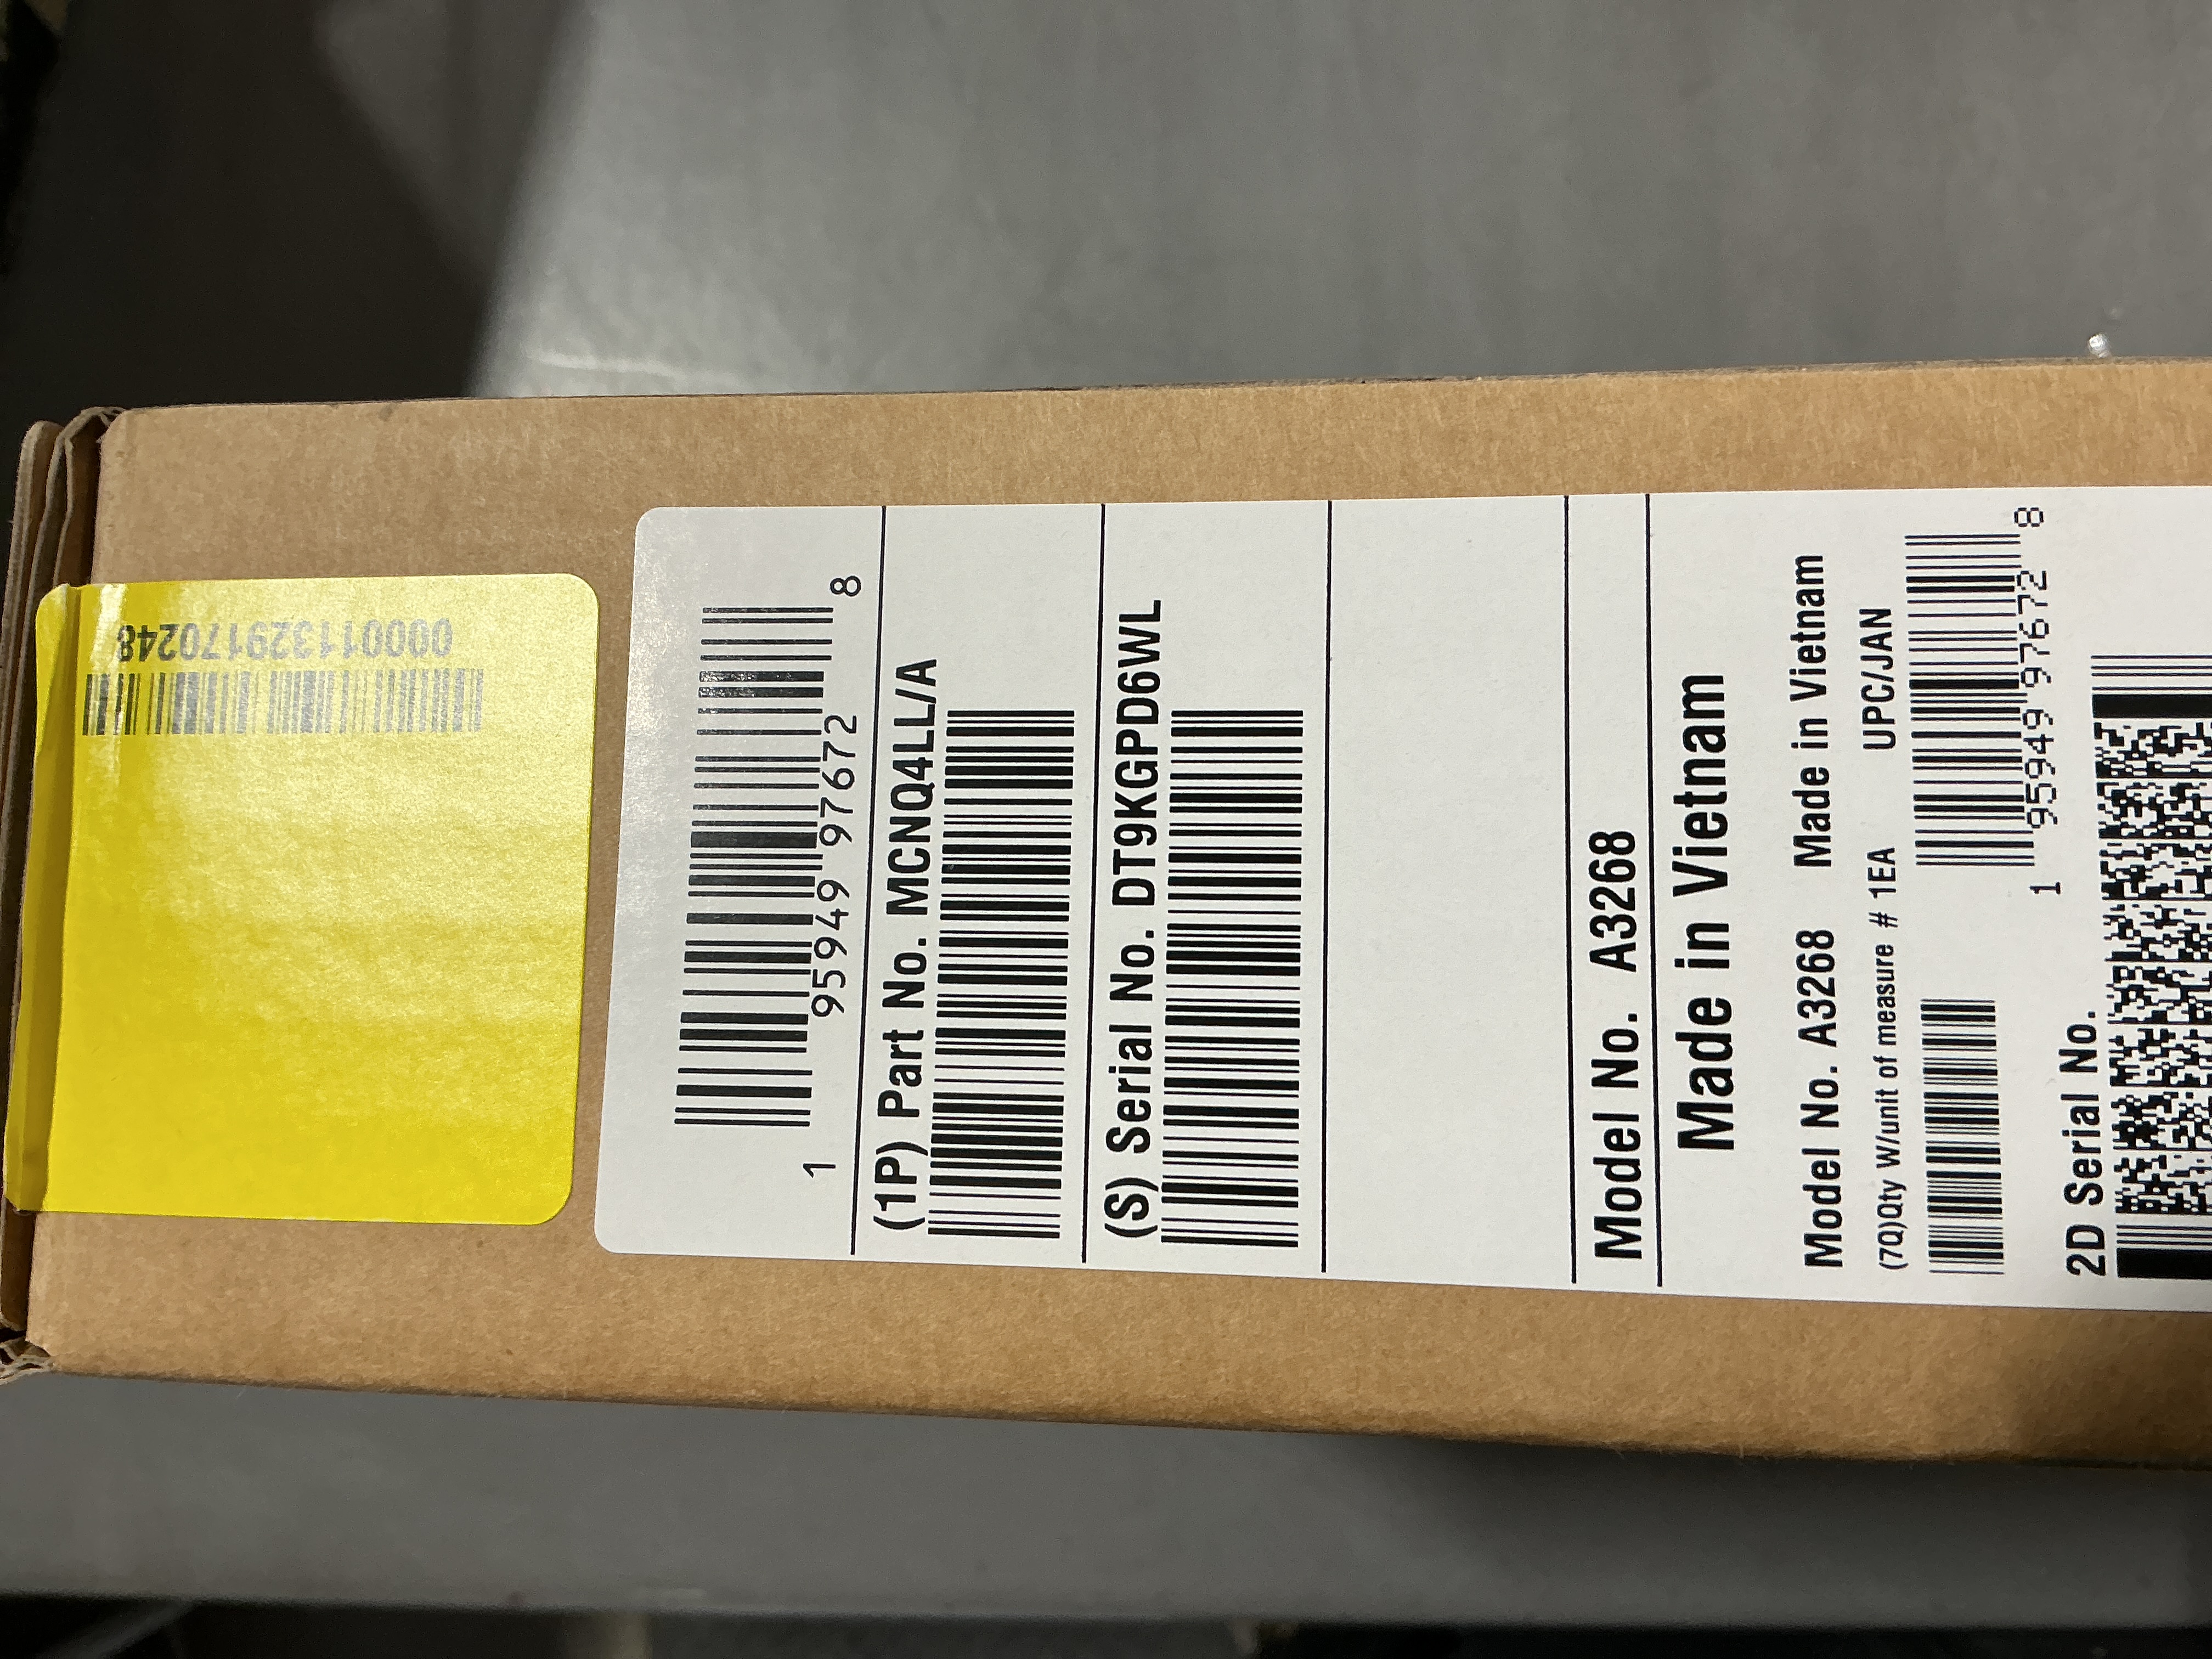 000011329170248
1 95949 97672 8
(1P) Part No. MCNQ4LL/A
(S) Serial No. DT9KGPD6WL
Model No. A3268
Made in Vietnam
Model No. A3268 Made in Vietnam
(7Q)Qty W/unit of measure # 1EA UPC/JAN
1 95949 97672 8
2D Serial No.